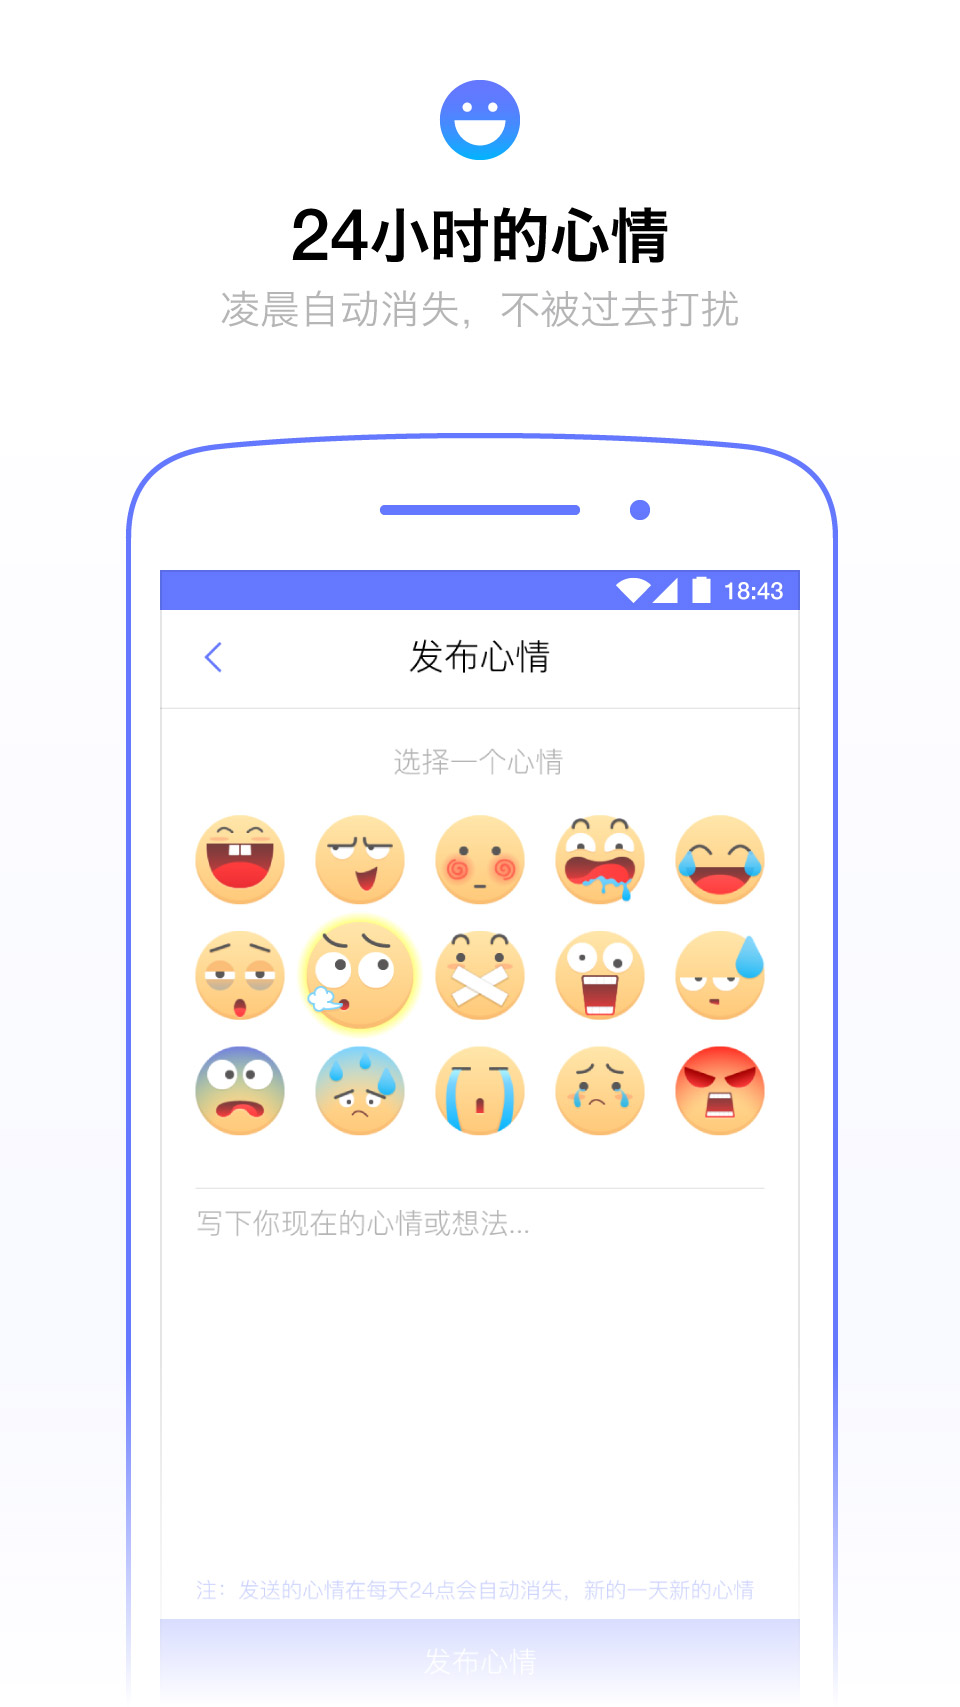 24小时的心情
凌晨自动消失，不被过去打扰
18:43
发布心情
选择一个心情
写下你现在的心情或想法...
注：发送的心情在每天24点会自动消失，新的一天新的心情
发布心情